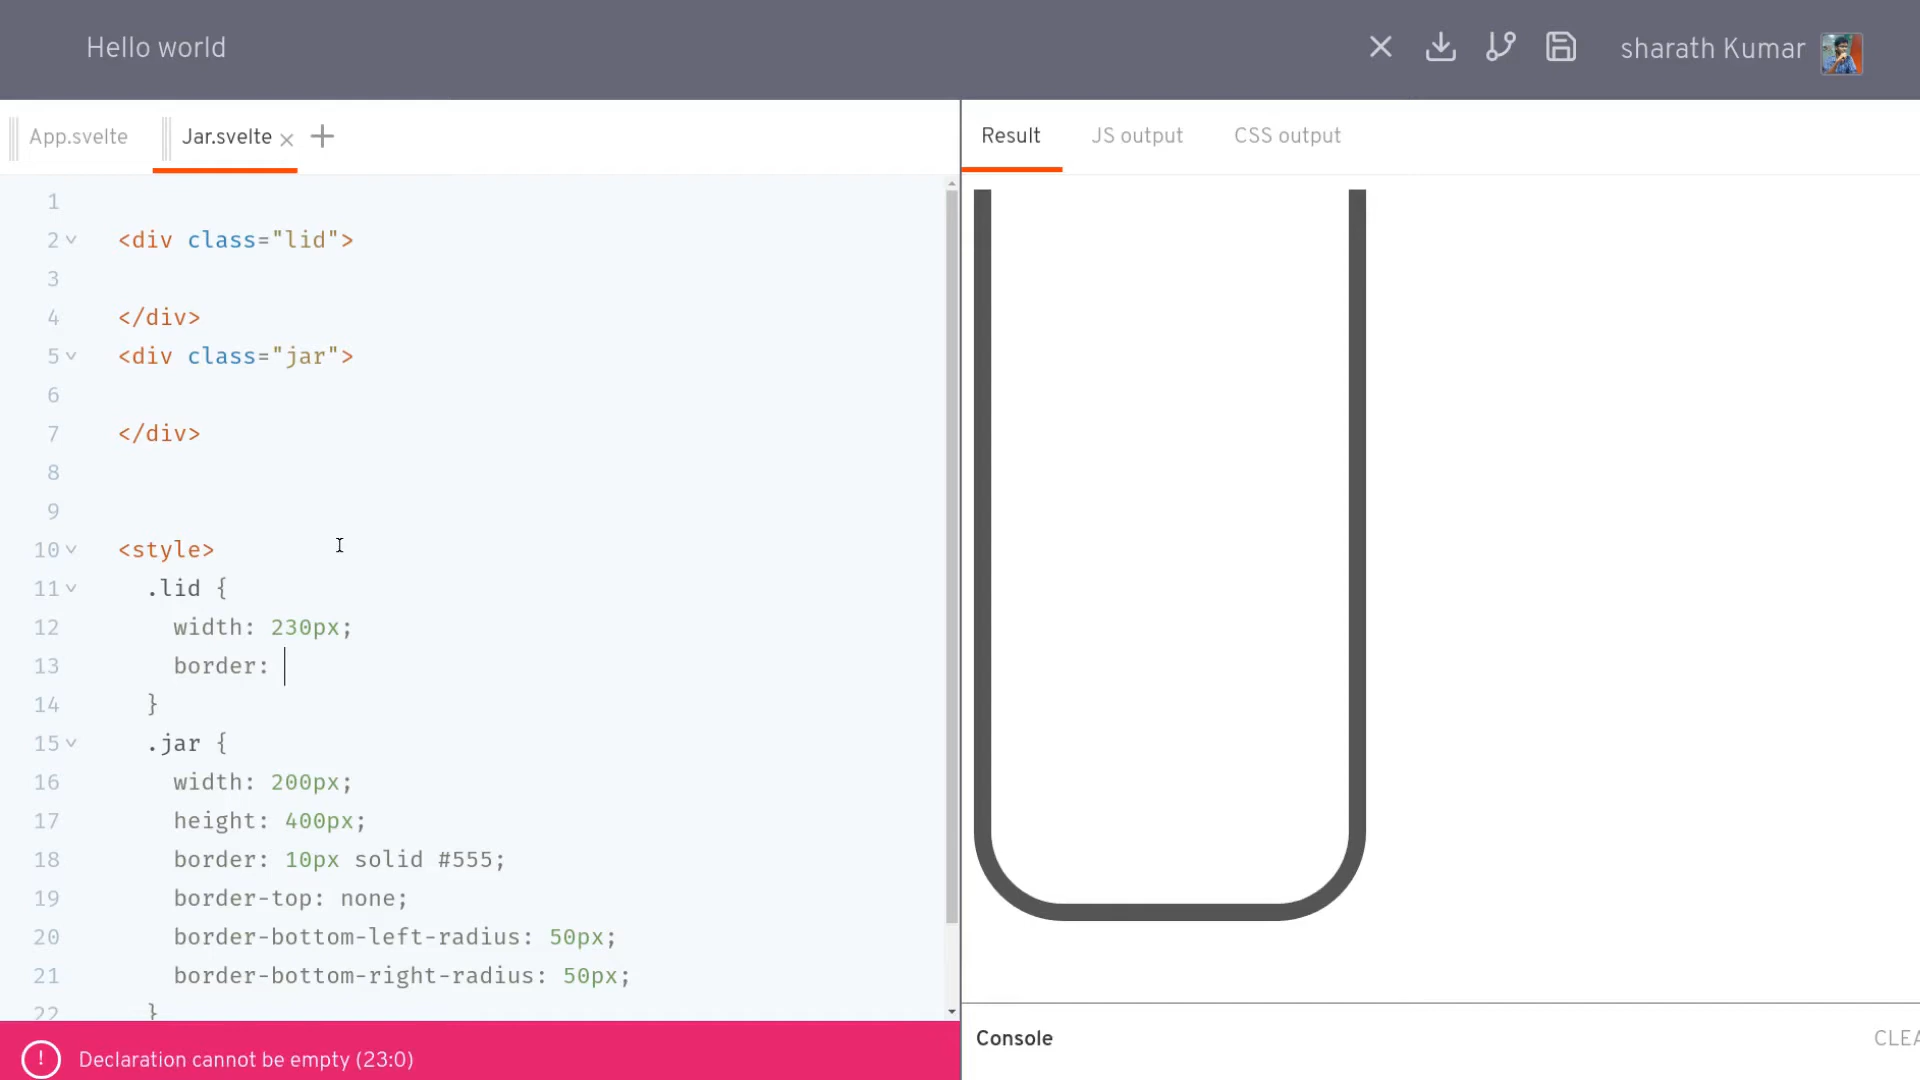 Hello world
sharath Kumar
App.svelte
Jar.svelte
Result
JS output
CSS output
1
2 <div class="lid">
3
4 </div>
5 <div class="jar">
6
7 </div>
8
9
10 <style>
11 .lid {
12 width: 230px;
13 border:
14 }
15 .jar {
16 width: 200px;
17 height: 400px;
18 border: 10px solid #555;
19 border-top: none;
20 border-bottom-left-radius: 50px;
21 border-bottom-right-radius: 50px;
22 }
! Declaration cannot be empty (23:0)
Console
CLEA